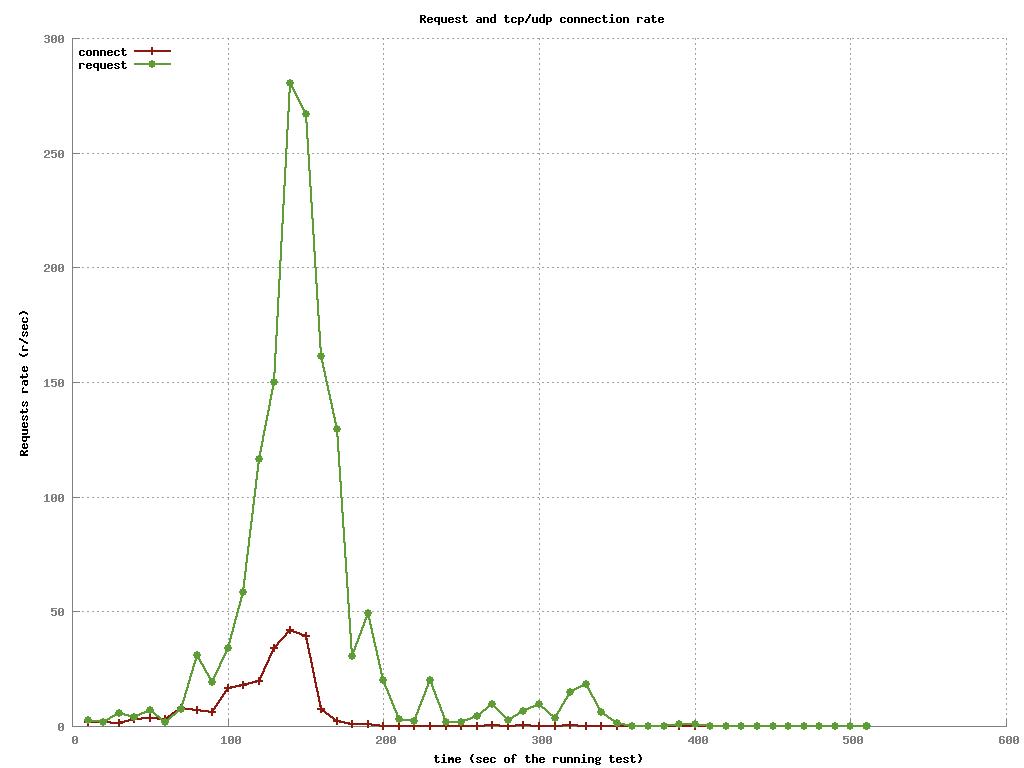 Request and tcp/udp connection rate
300
connect
request
250
200
150
100
50
0
Requests rate (r/sec)
0 100 200 300 400 500 600
time (sec of the running test)